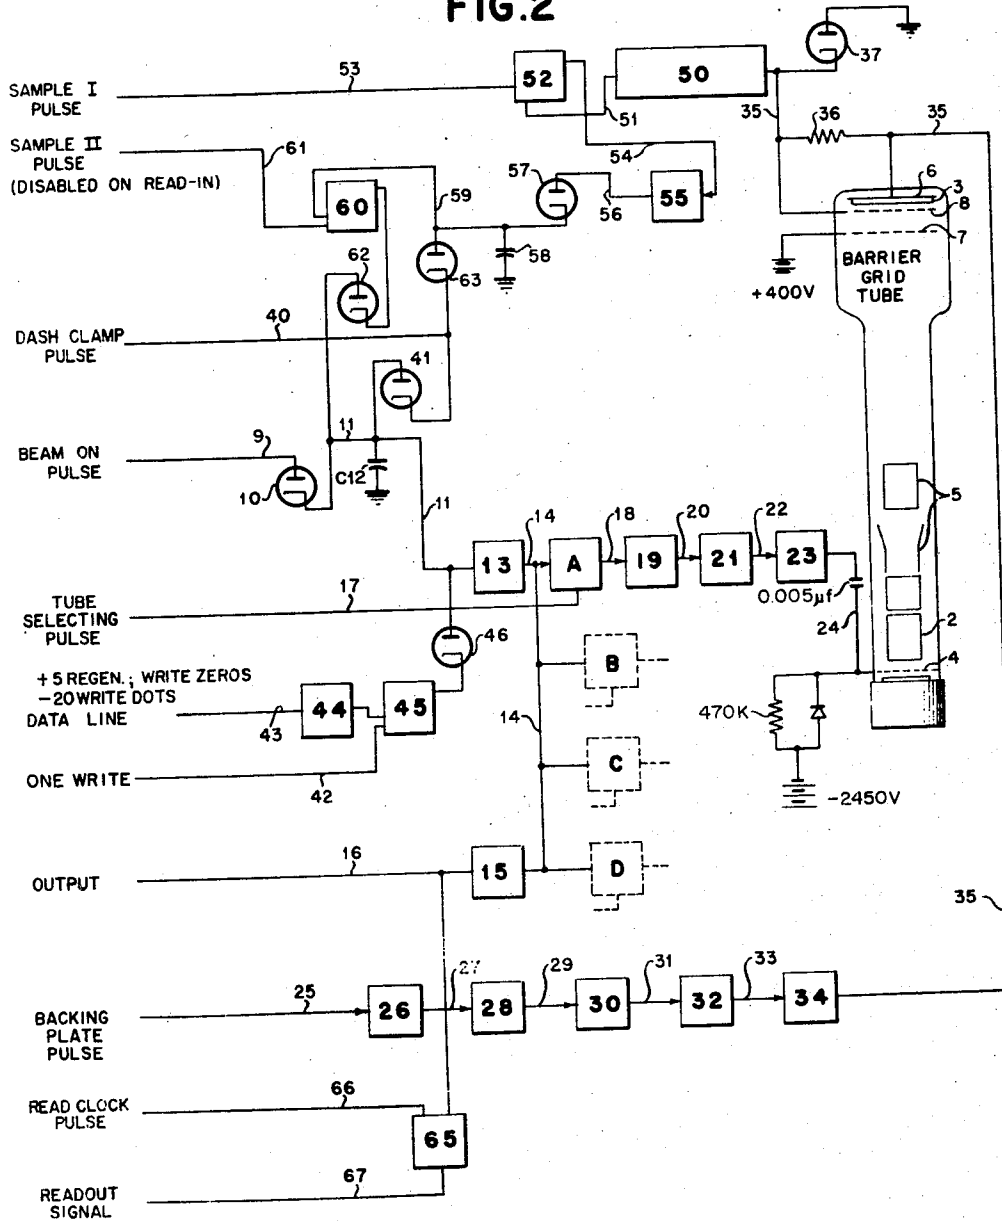 FIG.2
37
53
SAMPLE I
PULSE
52
50
51
35
36
35
SAMPLE II
PULSE
(DISABLED ON READ-IN)
61
54
57
59
60
55
56
6
3
8
7
58
62
63
+400V
BARRIER
GRID
TUBE
40
DASH CLAMP
PULSE
41
11
BEAM ON
PULSE
9
10
C12
5
11
14
18
20
22
13
A
19
21
23
17
0.005µf
TUBE
SELECTING
PULSE
24
2
46
B
4
+5 REGEN.; WRITE ZEROS
-20 WRITE DOTS
DATA LINE
43
44
45
14
470K
C
ONE WRITE
42
-2450V
16
OUTPUT
15
D
35
25
27
29
31
33
26
28
30
32
34
BACKING
PLATE
PULSE
66
READ CLOCK
PULSE
65
67
READOUT
SIGNAL